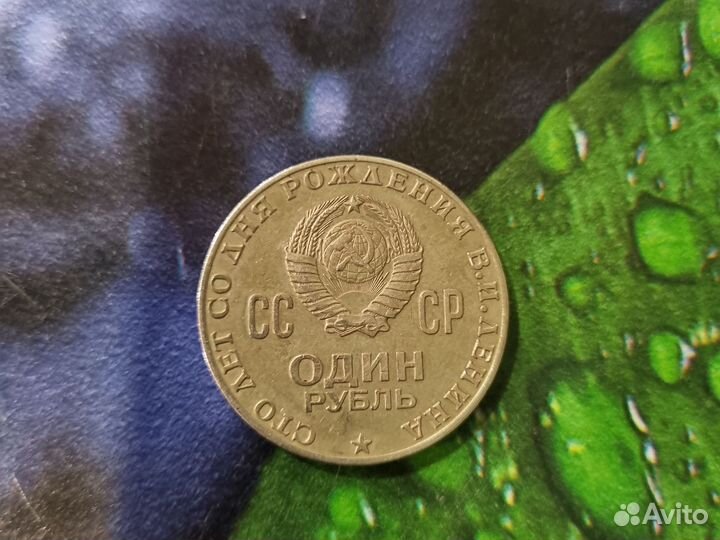 СТО ЛЕТ СО ДНЯ РОЖДЕНИЯ В.И.ЛЕНИНА
СС СР
ОДИН
РУБЛЬ
Avito